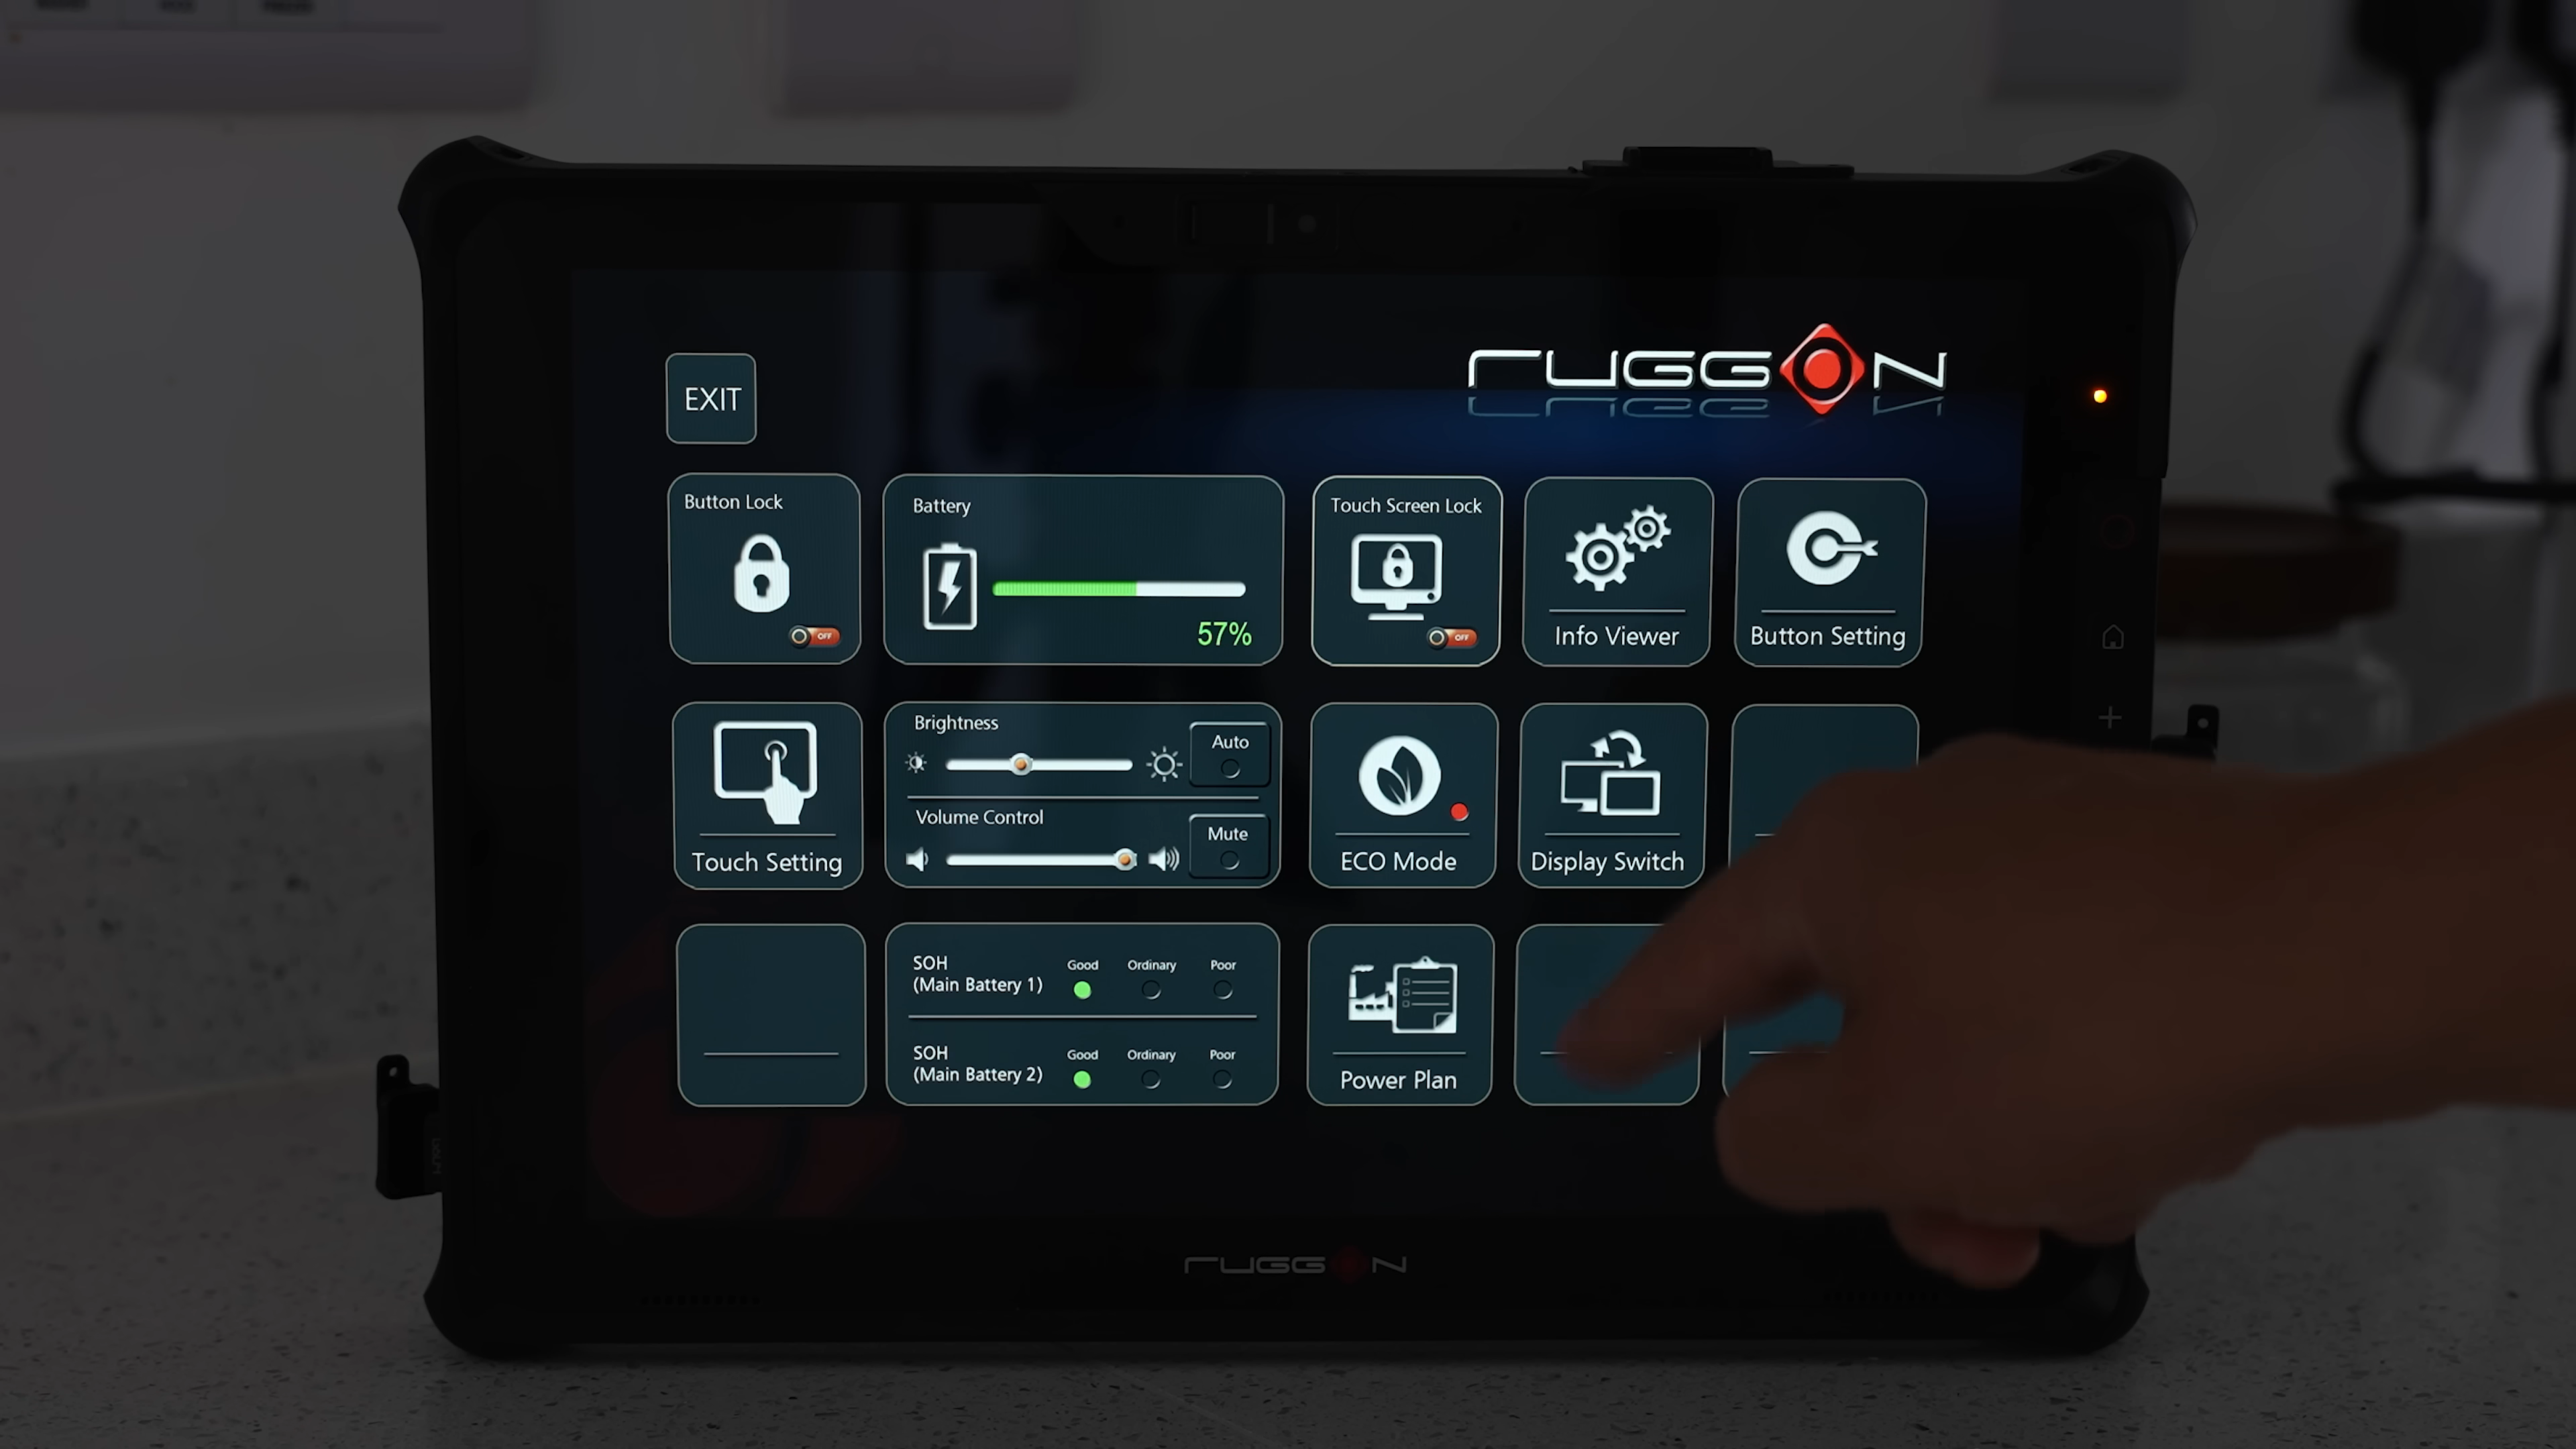 EXIT
ruggON
Button Lock
OFF
Battery
57%
Touch Screen Lock
OFF
Info Viewer
Button Setting
Touch Setting
Brightness
Auto
Volume Control
Mute
ECO Mode
Display Switch
SOH
(Main Battery 1)
Good Ordinary Poor
SOH
(Main Battery 2)
Good Ordinary Poor
Power Plan
ruggON